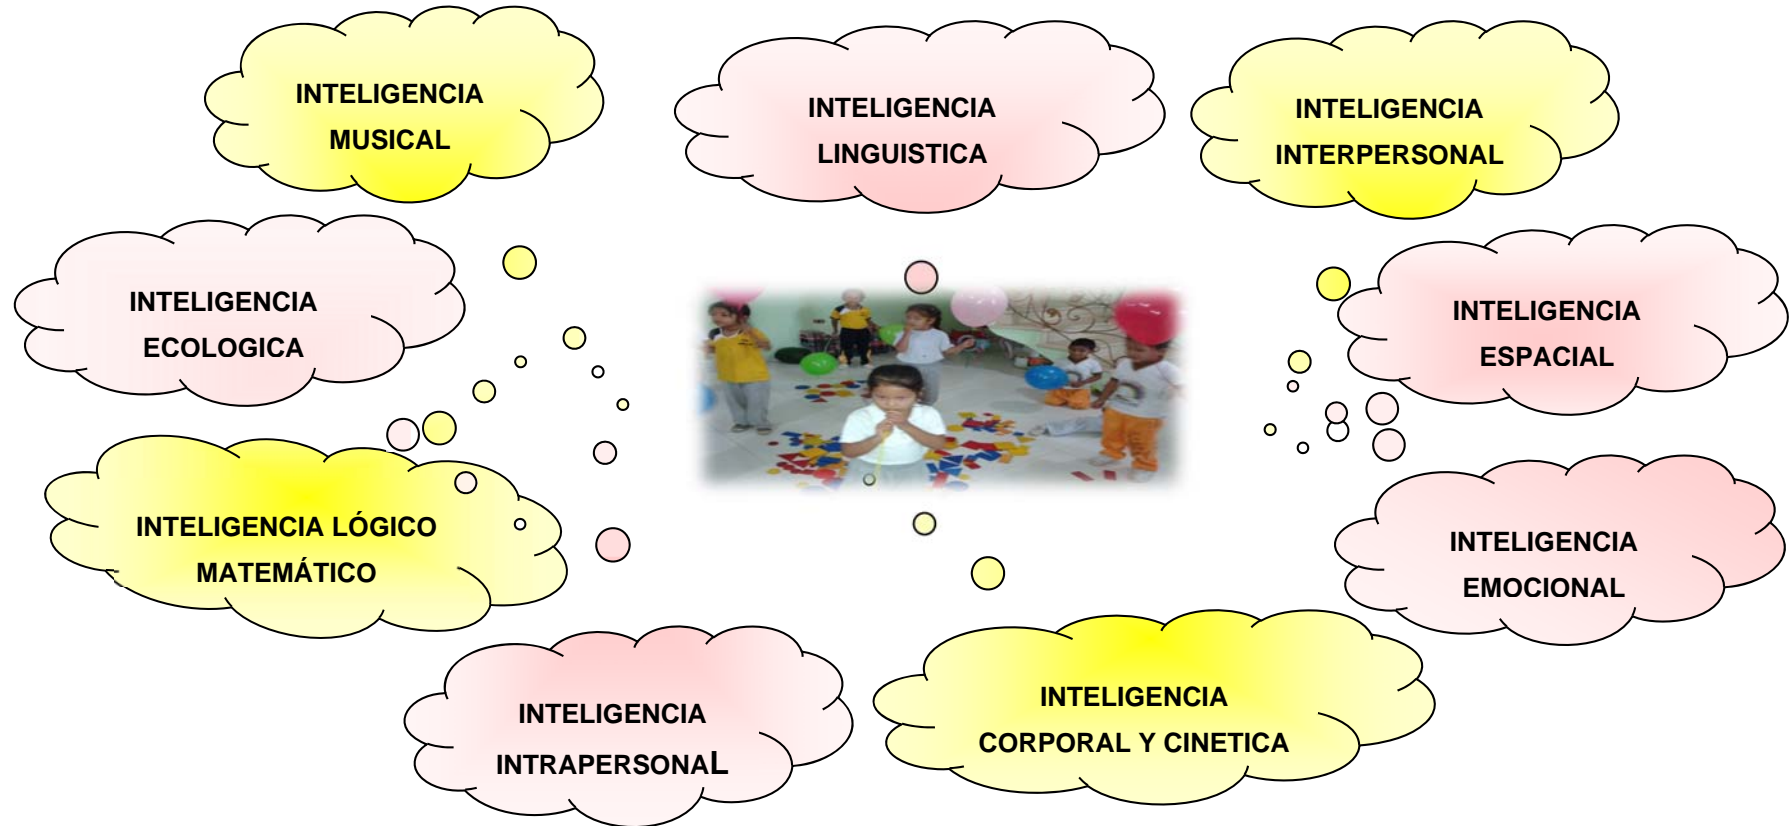 INTELIGENCIA
MUSICAL
INTELIGENCIA
LINGUISTICA
INTELIGENCIA
INTERPERSONAL
INTELIGENCIA
ECOLOGICA
INTELIGENCIA
ESPACIAL
INTELIGENCIA LÓGICO
MATEMÁTICO
INTELIGENCIA
EMOCIONAL
INTELIGENCIA
INTRAPERSONAL
INTELIGENCIA
CORPORAL Y CINETICA